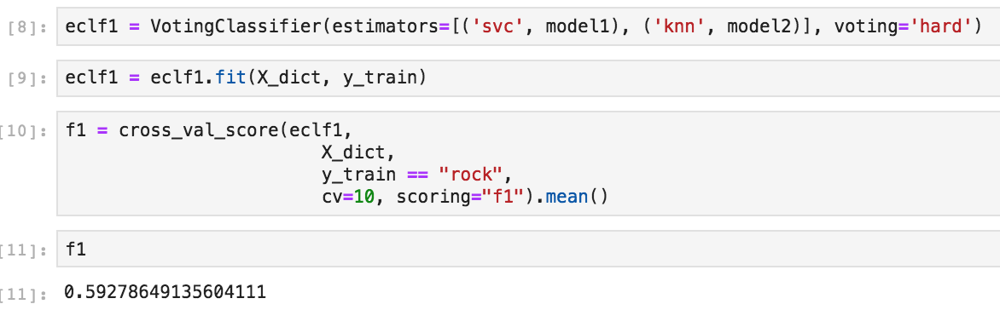 [8]: eclf1 = VotingClassifier(estimators=[('svc', model1), ('knn', model2)], voting='hard')
[9]: eclf1 = eclf1.fit(X_dict, y_train)
[10]: f1 = cross_val_score(eclf1,
X_dict,
y_train == "rock",
cv=10, scoring="f1").mean()
[11]: f1
[11]: 0.59278649135604111